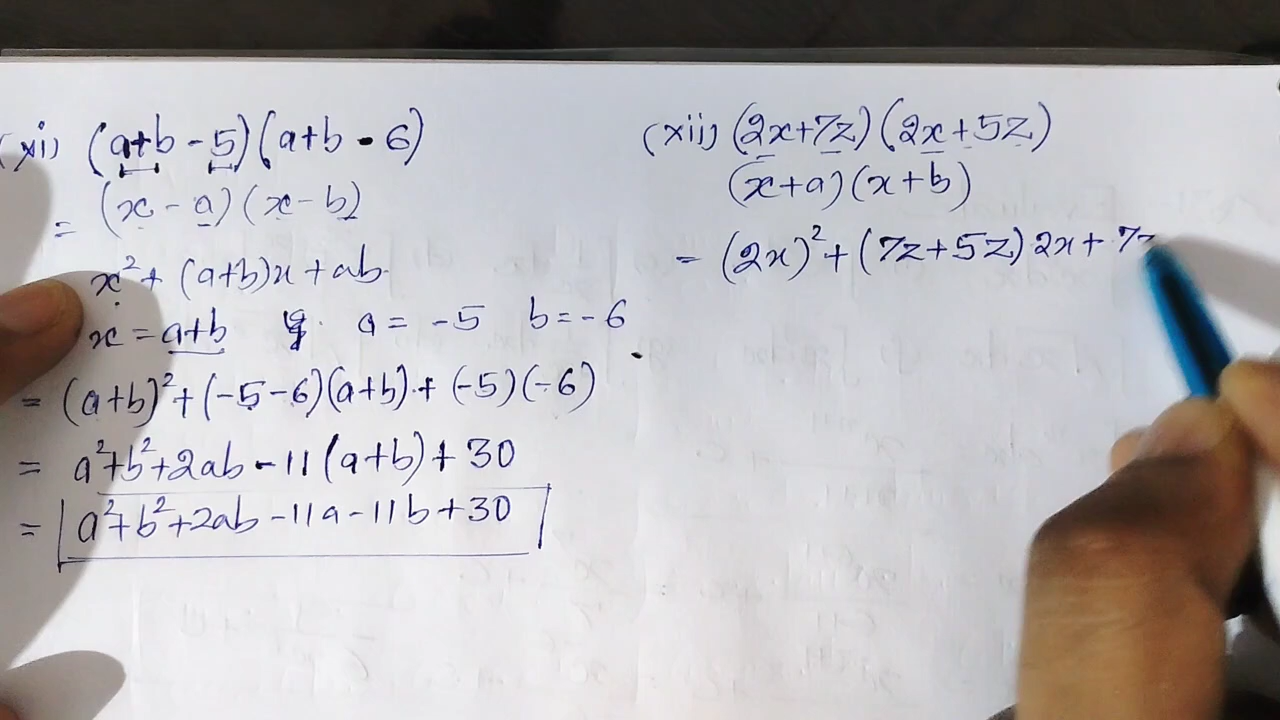 (xi) (a+b - 5)(a+b - 6)
= (x - a)(x - b)
x² + (a+b)x + ab
x = a+b & a = -5 b = -6
= (a+b)² + (-5-6)(a+b) + (-5)(-6)
= a²+b²+2ab - 11(a+b) + 30
= a²+b²+2ab - 11a - 11b + 30
(xii) (2x+7z)(2x+5z)
(x+a)(x+b)
= (2x)² + (7z+5z)2x + 7z